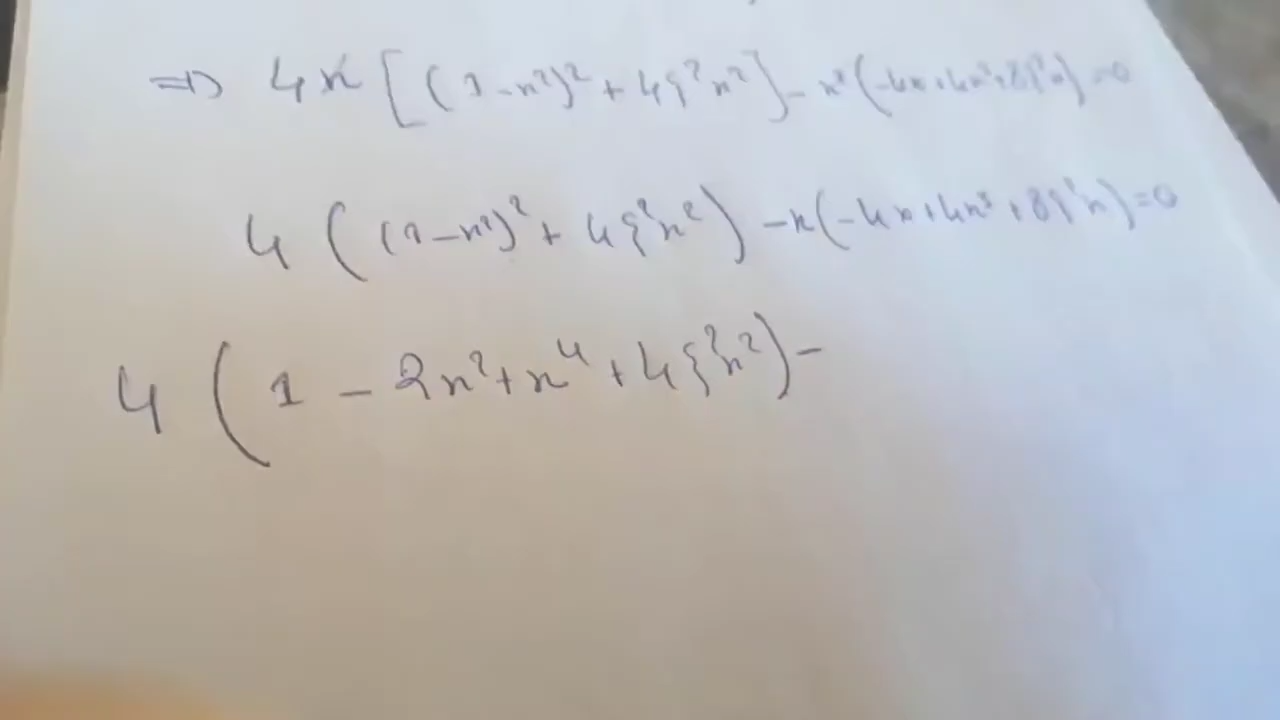 ⇒ 4x [(1-x²)² + 4ξ²x²] - x²(-4x+4x³+8ξ²x)=0
4 ((1-x²)² + 4ξ²x²) -x(-4x+4x³+8ξ²x)=0
4 (1 - 2x²+x⁴ +4ξ²x²) -